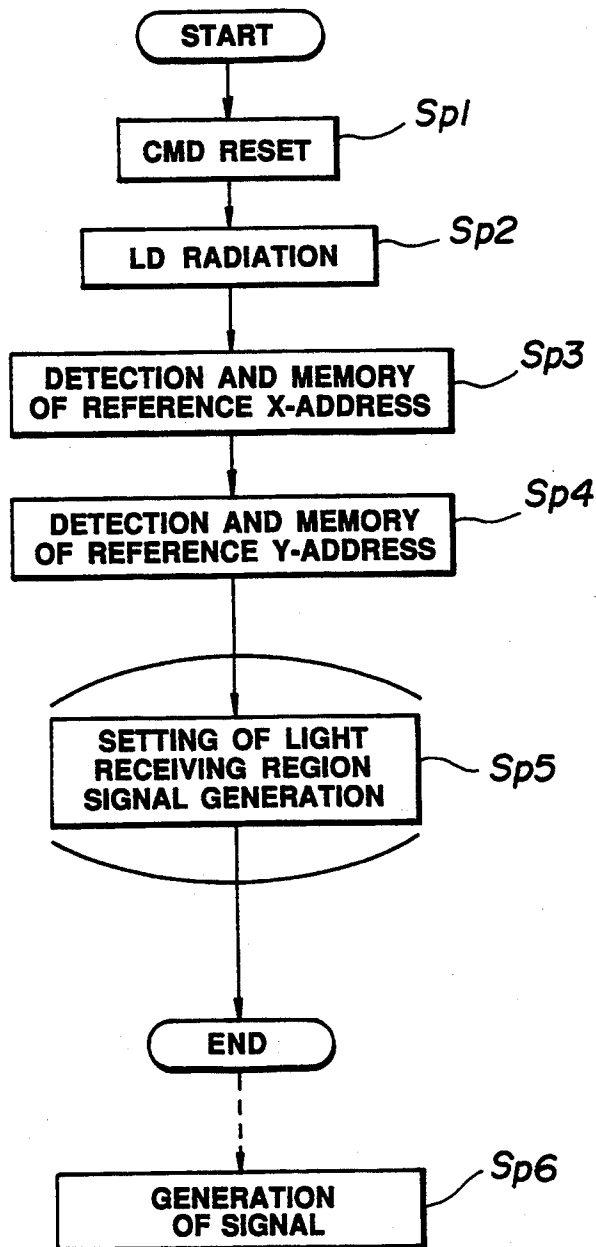 START
Sp1
CMD RESET
Sp2
LD RADIATION
Sp3
DETECTION AND MEMORY
OF REFERENCE X-ADDRESS
Sp4
DETECTION AND MEMORY
OF REFERENCE Y-ADDRESS
SETTING OF LIGHT
RECEIVING REGION
SIGNAL GENERATION
Sp5
END
Sp6
GENERATION
OF SIGNAL